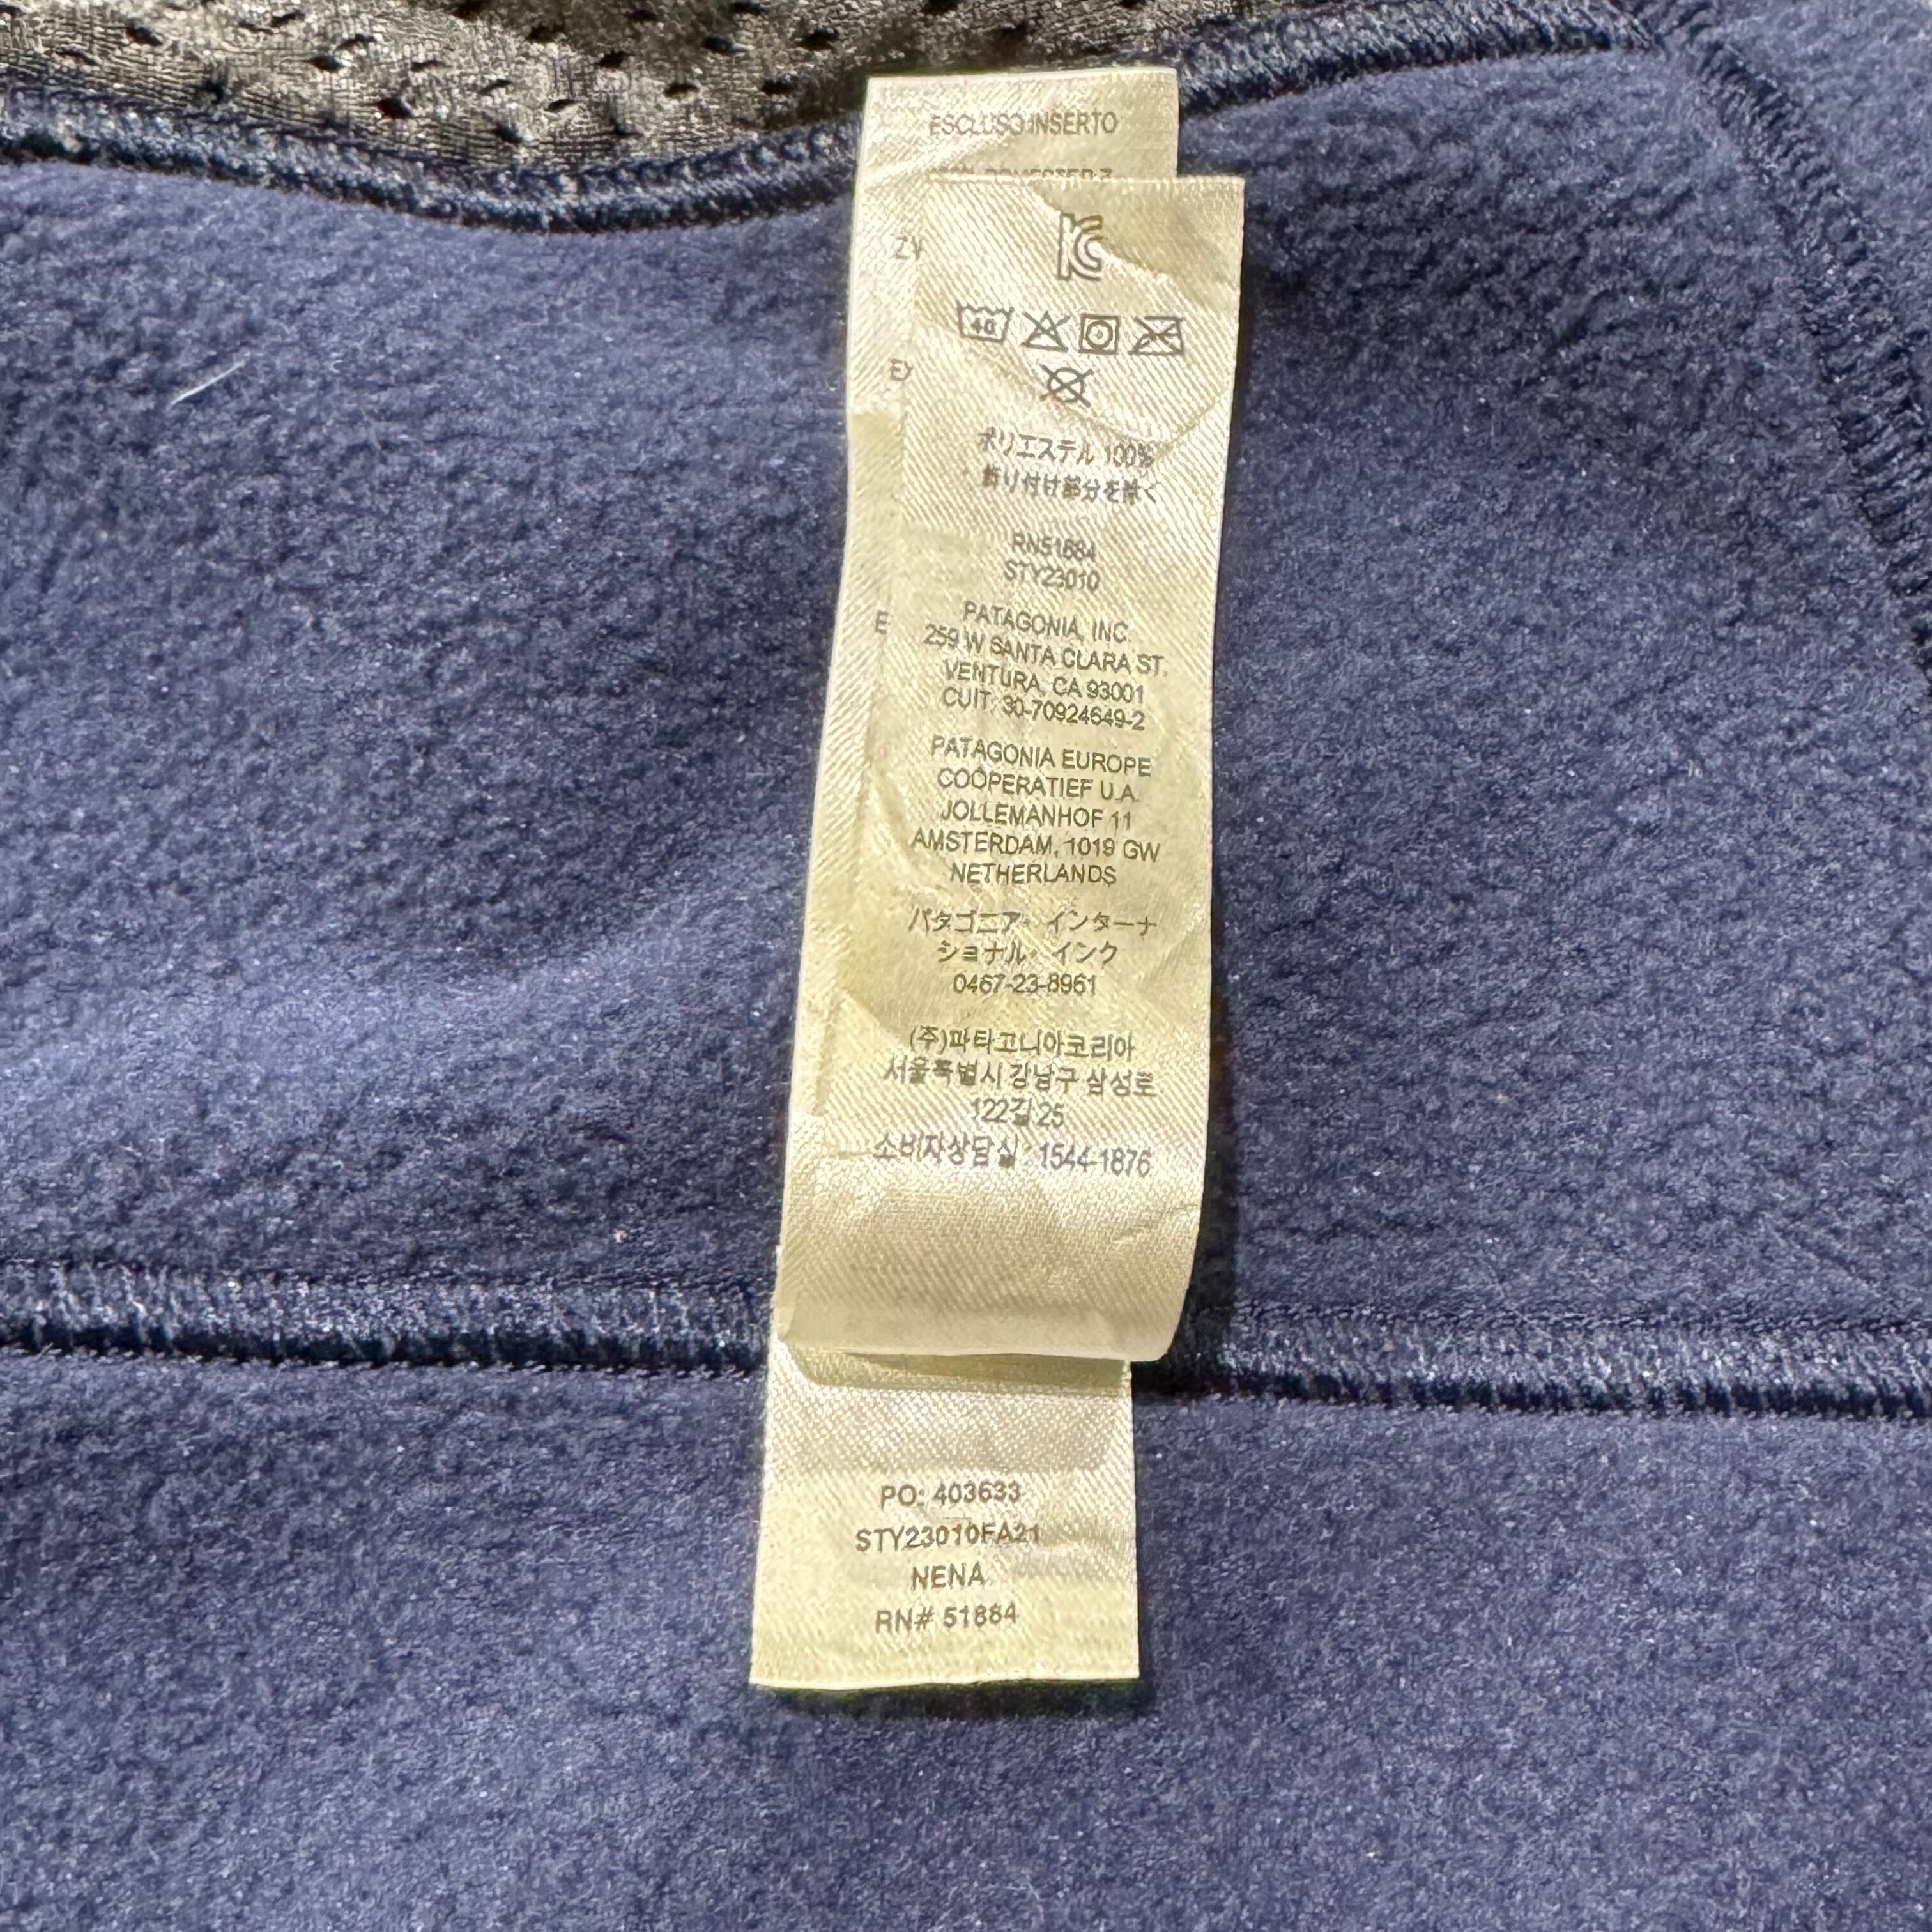 ESCLUSO INSERTO
ZY
EX
E
KC
40
ポリエステル 100%
飾り付け部分を除く
RN51884
STY23010
PATAGONIA, INC.
259 W SANTA CLARA ST.
VENTURA, CA 93001
CUIT: 30-70924649-2
PATAGONIA EUROPE
COÖPERATIEF U.A.
JOLLEMANHOF 11
AMSTERDAM, 1019 GW
NETHERLANDS
パタゴニア・インターナ
ショナル・インク
0467-23-8961
(주)파타고니아코리아
서울특별시 강남구 삼성로
122길 25
소비자상담실 : 1544-1876
PO: 403633
STY23010FA21
NENA
RN# 51884